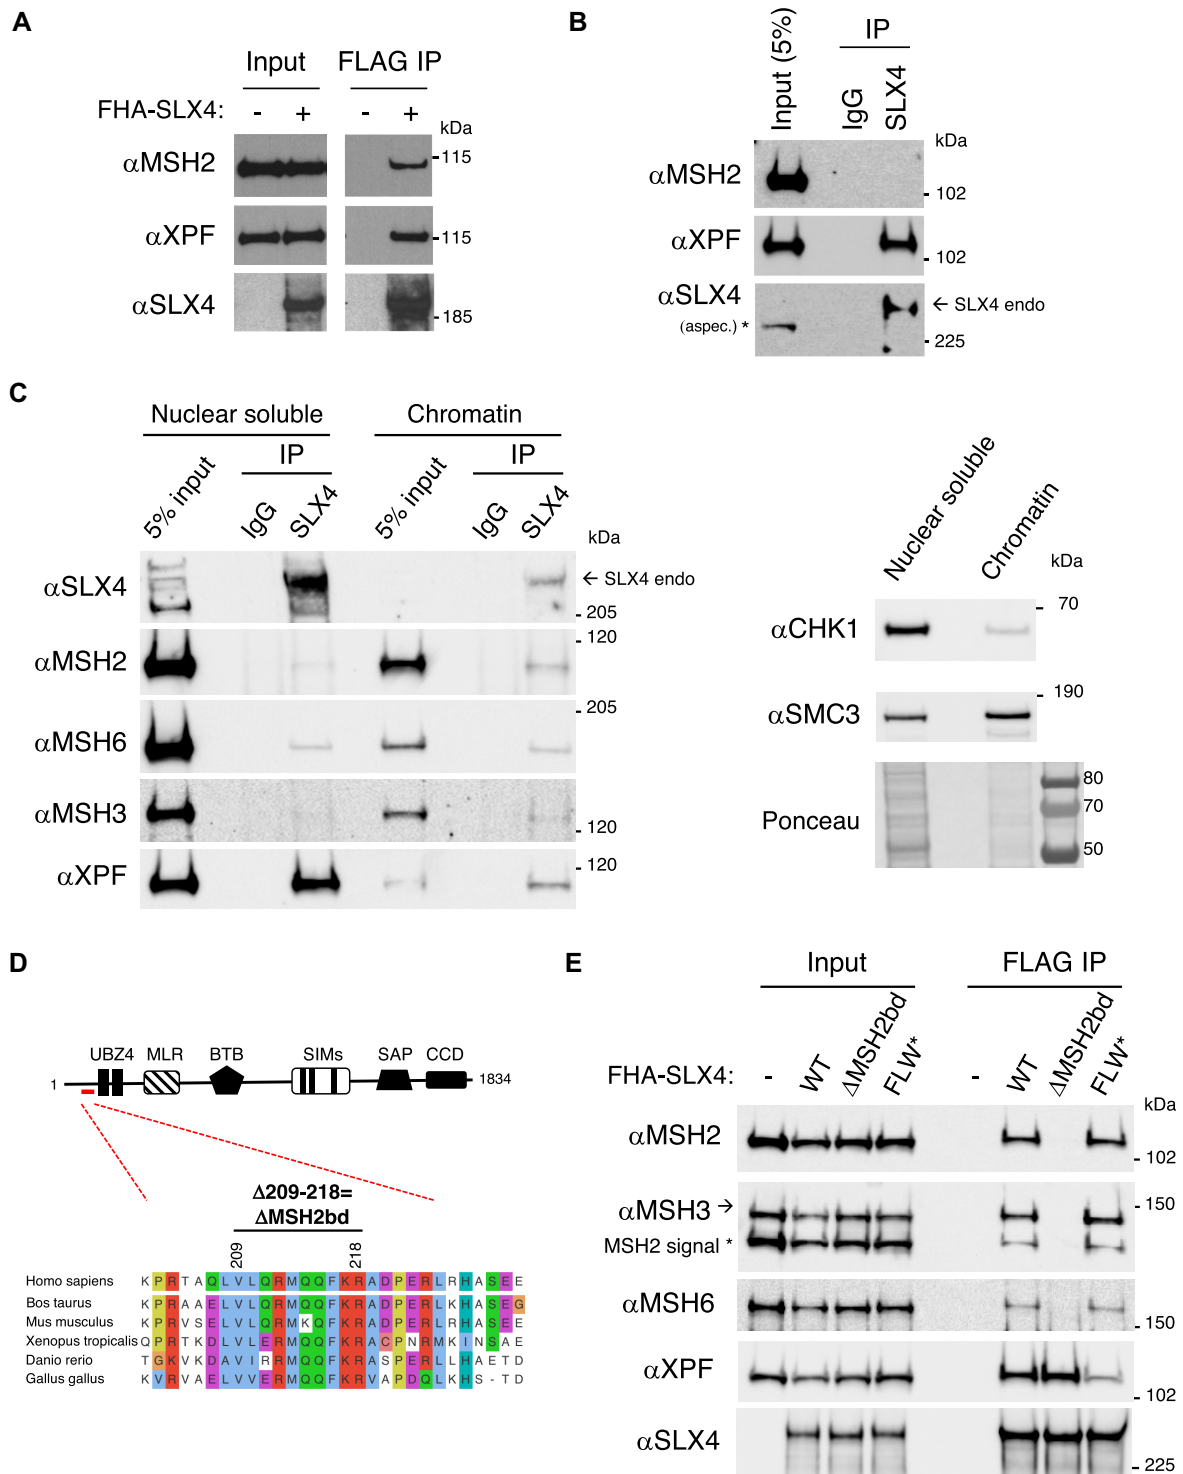 A
Input FLAG IP
FHA-SLX4: - + - +
kDa
αMSH2 115
αXPF 115
αSLX4 185
B
Input (5%) IP
IgG SLX4
kDa
αMSH2 102
αXPF 102
αSLX4 ← SLX4 endo
(aspec.) *
225
C
Nuclear soluble Chromatin
IP IP
5% input IgG SLX4 5% input IgG SLX4
kDa
αSLX4 ← SLX4 endo
205
αMSH2 120
αMSH6 205
αMSH3 120
αXPF 120
Nuclear soluble Chromatin
kDa
αCHK1 70
αSMC3 190
Ponceau 80
70
50
D
UBZ4 MLR BTB SIMs SAP CCD
1 1834
Δ209-218=
ΔMSH2bd
209 218
Homo sapiens K P R T A Q L V L Q R M Q Q F K R A D P E R L R H A S E E
Bos taurus K P R A A E L V L Q R M Q Q F K R A D P E R L K H A S E G
Mus musculus K P R V S E L V L Q R M K Q F K R A D P E R L K H A S E E
Xenopus tropicalis Q P R T K D L V L E R M Q Q F K R A C P N R M K I N S A E
Danio rerio T G K V K D A V I R R M Q Q F K R A S P E R L L H A E T D
Gallus gallus K V R V A E L V V E R M Q Q F K R V A P D Q L K H S - T D
E
Input FLAG IP
FHA-SLX4: - WT ΔMSH2bd FLW* - WT ΔMSH2bd FLW*
kDa
αMSH2 102
αMSH3 → 150
MSH2 signal *
αMSH6 150
αXPF 102
αSLX4 225